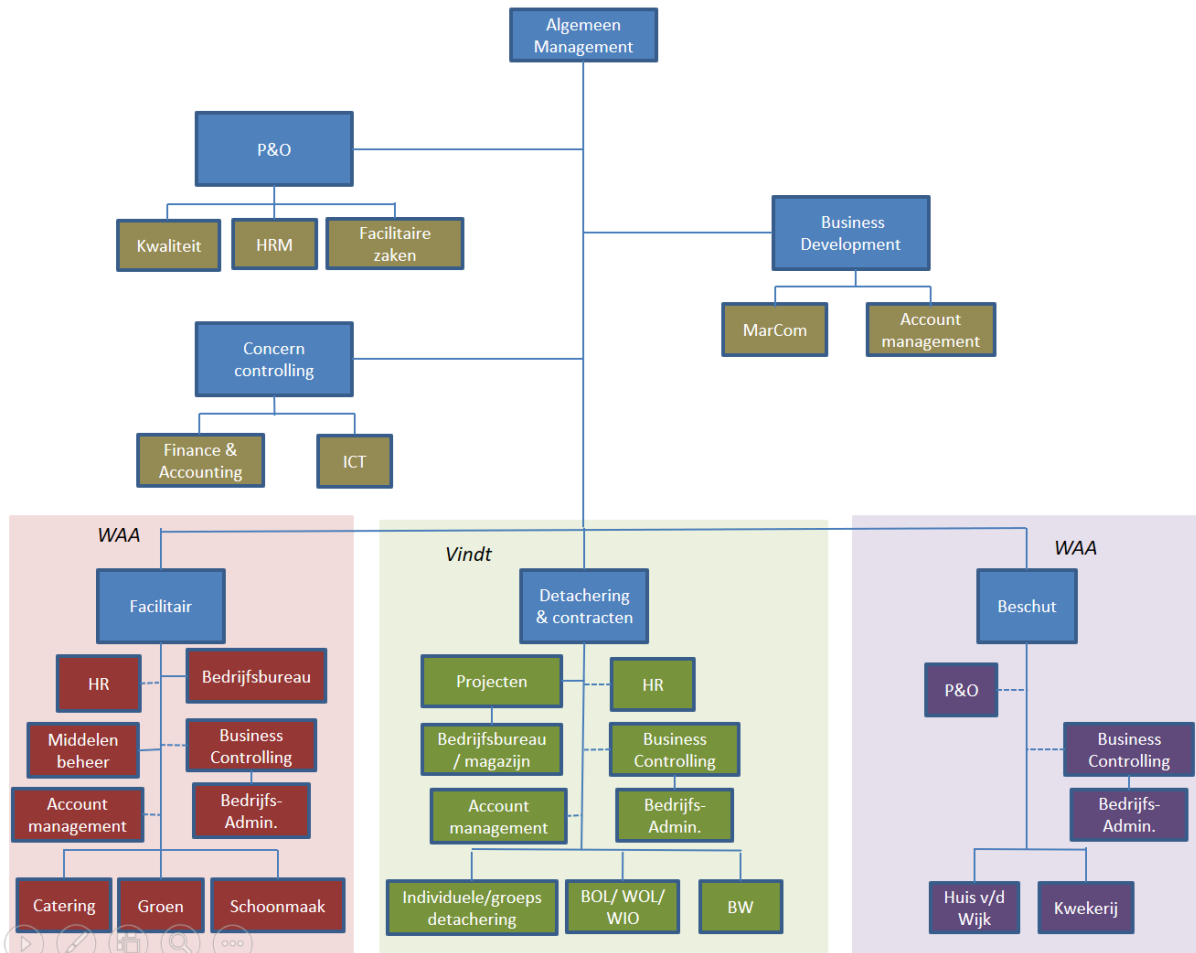 Algemeen
Management
P&O
Kwaliteit
HRM
Facilitaire
zaken
Business
Development
MarCom
Account
management
Concern
controlling
Finance &
Accounting
ICT
WAA
Facilitair
HR
Bedrijfsbureau
Middelen
beheer
Business
Controlling
Account
management
Bedrijfs-
Admin.
Catering
Groen
Schoonmaak
Vindt
Detachering
& contracten
Projecten
HR
Bedrijfsbureau
/ magazijn
Business
Controlling
Account
management
Bedrijfs-
Admin.
Individuele/groeps
detachering
BOL/ WOL/
WIO
BW
WAA
Beschut
P&O
Business
Controlling
Bedrijfs-
Admin.
Huis v/d
Wijk
Kwekerij